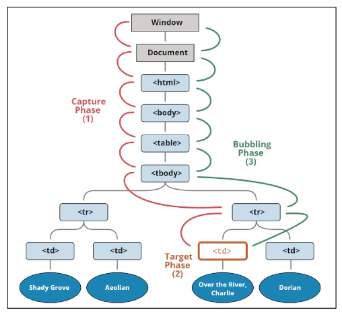 Window
Document
<html>
<body>
Capture
Phase
(1)
<table>
Bubbling
Phase
(3)
<tbody>
<tr>
<tr>
<td>
<td>
<td>
<td>
Target
Phase
(2)
Shady Grove
Aeolian
Over the River,
Charlie
Dorian